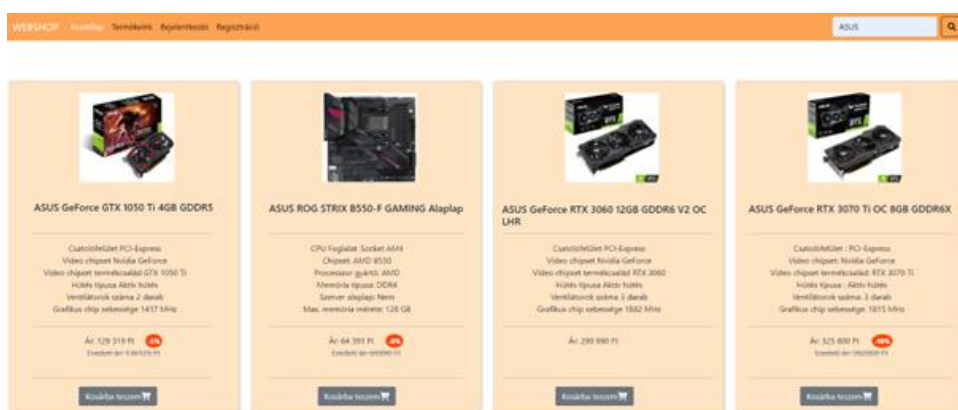 WEBSHOP Kezdőlap Termékeink Bejelentkezés Regisztráció ASUS
ASUS GeForce GTX 1050 Ti 4GB GDDR5
Csatolófelület PCI-Express
Video chipset Nvidia GeForce
Video chipset termékcsalád GTX 1050 Ti
Hűtés típusa Aktív hűtés
Ventilátorok száma 2 darab
Grafikus chip sebessége 1417 MHz
Ár: 129 319 Ft
Kosárba teszem
ASUS ROG STRIX B550-F GAMING Alaplap
CPU Foglalat: Socket AM4
Chipset: AMD B550
Processzor gyártó: AMD
Memória típusa: DDR4
Szerver alaplap: Nem
Max. memória mérete: 128 GB
Ár: 64 391 Ft
Kosárba teszem
ASUS GeForce RTX 3060 12GB GDDR6 V2 OC
LHR
Csatolófelület PCI-Express
Video chipset Nvidia GeForce
Video chipset termékcsalád RTX 3060
Hűtés típusa Aktív hűtés
Ventilátorok száma 3 darab
Grafikus chip sebessége 1882 MHz
Ár: 299 990 Ft
Kosárba teszem
ASUS GeForce RTX 3070 Ti OC 8GB GDDR6X
Csatolófelület : PCI-Express
Video chipset: Nvidia GeForce
Video chipset termékcsalád: RTX 3070 Ti
Hűtés típusa : Aktív hűtés
Ventilátorok száma: 3 darab
Grafikus chip sebessége: 1815 MHz
Ár: 325 800 Ft -10%
Kosárba teszem